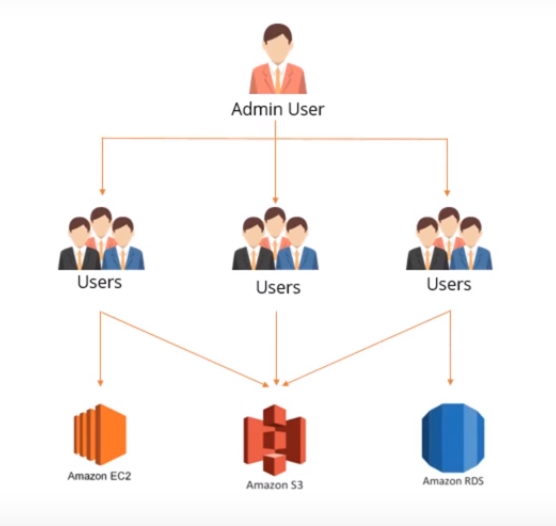 Admin User
Users
Users
Users
Amazon EC2
Amazon S3
Amazon RDS